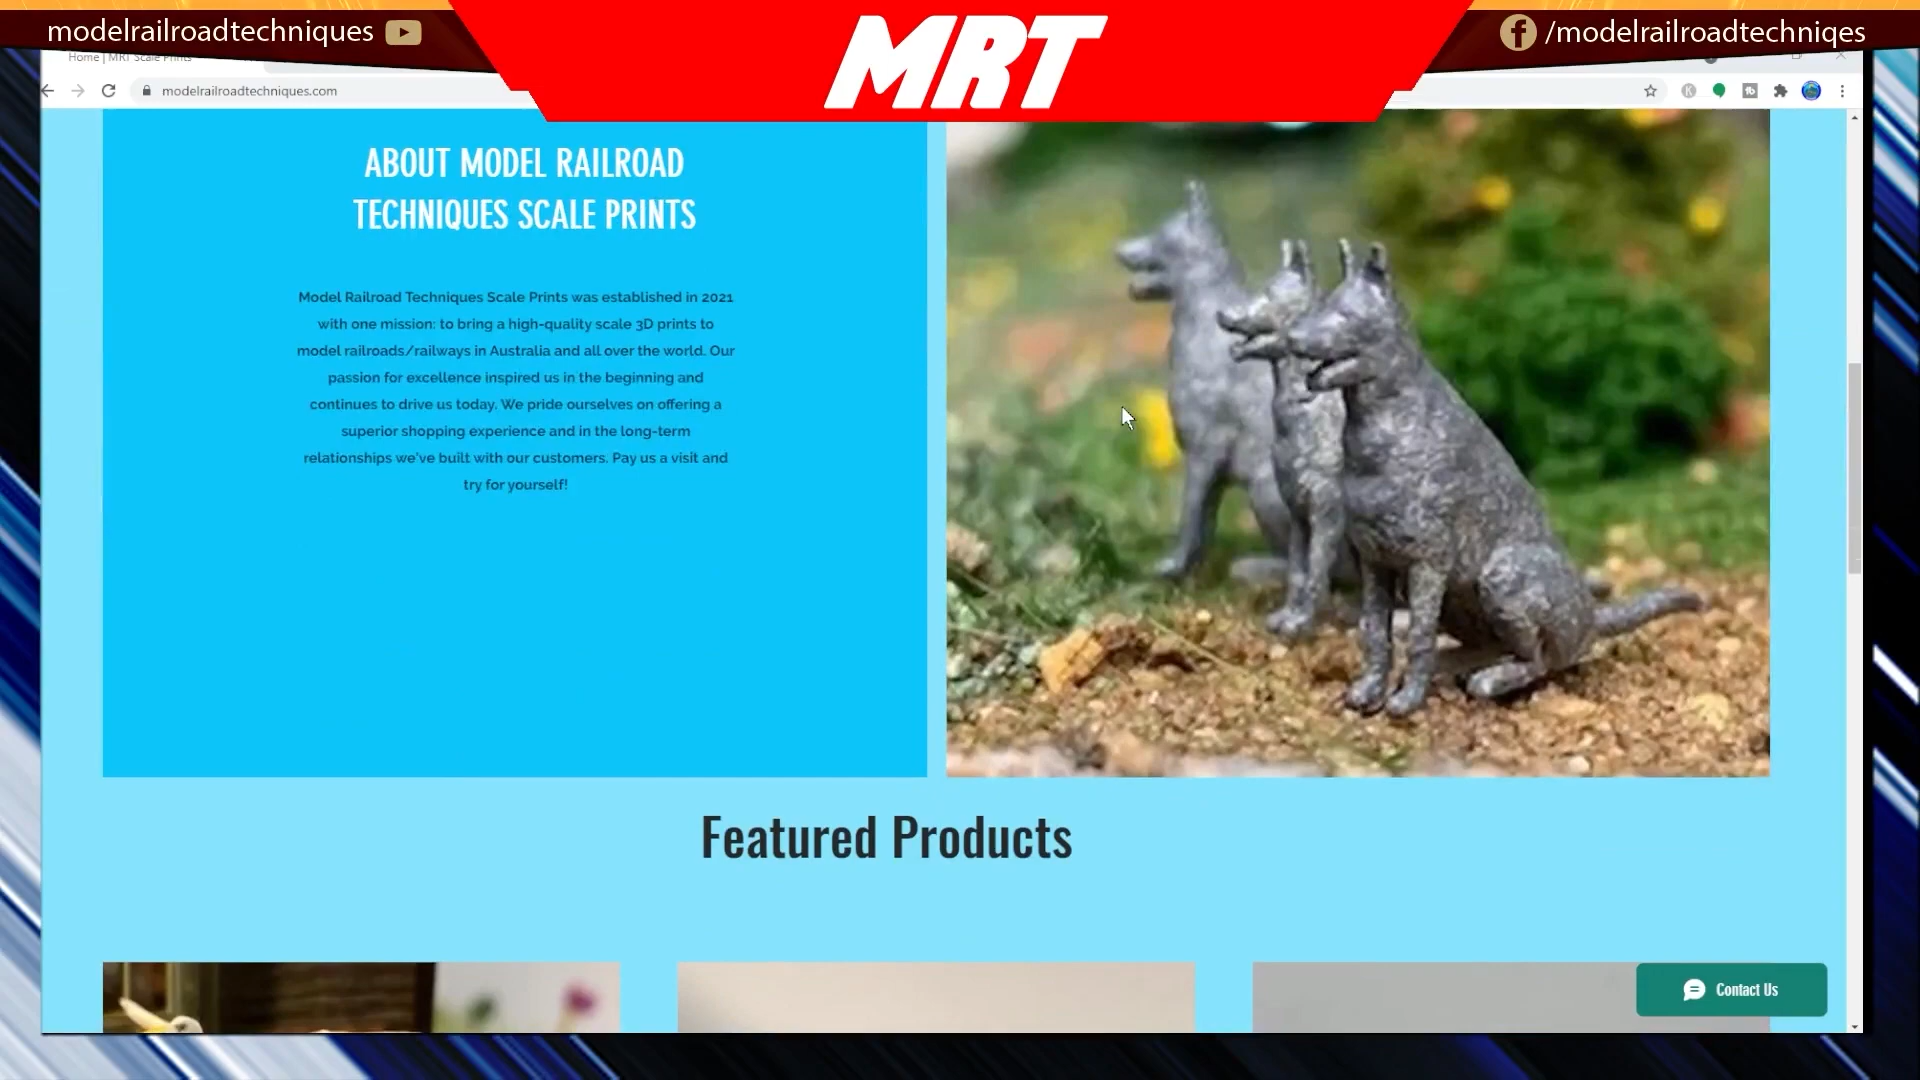 modelrailroadtechniques
MRT
/modelrailroadtechniqes
Home | MRT Scale Prints
modelrailroadtechniques.com
ABOUT MODEL RAILROAD
TECHNIQUES SCALE PRINTS
Model Railroad Techniques Scale Prints was established in 2021
with one mission: to bring a high-quality scale 3D prints to
model railroads/railways in Australia and all over the world. Our
passion for excellence inspired us in the beginning and
continues to drive us today. We pride ourselves on offering a
superior shopping experience and in the long-term
relationships we've built with our customers. Pay us a visit and
try for yourself!
Featured Products
Contact Us